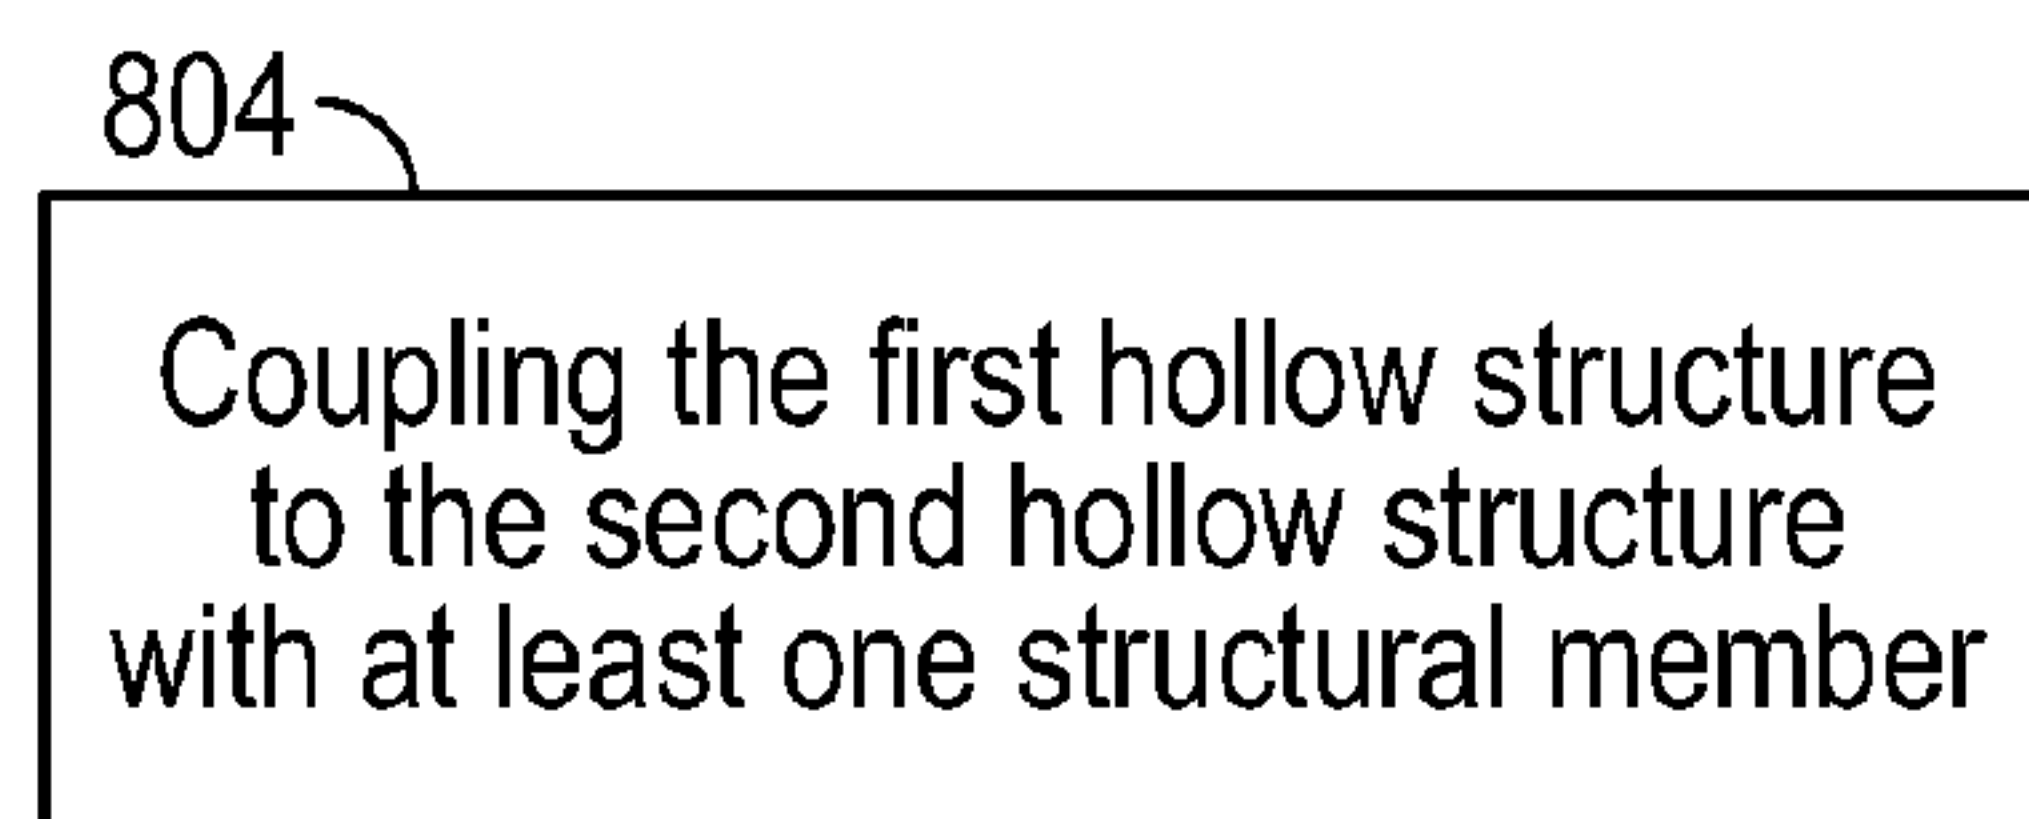 804
Coupling the first hollow structure
to the second hollow structure
with at least one structural member